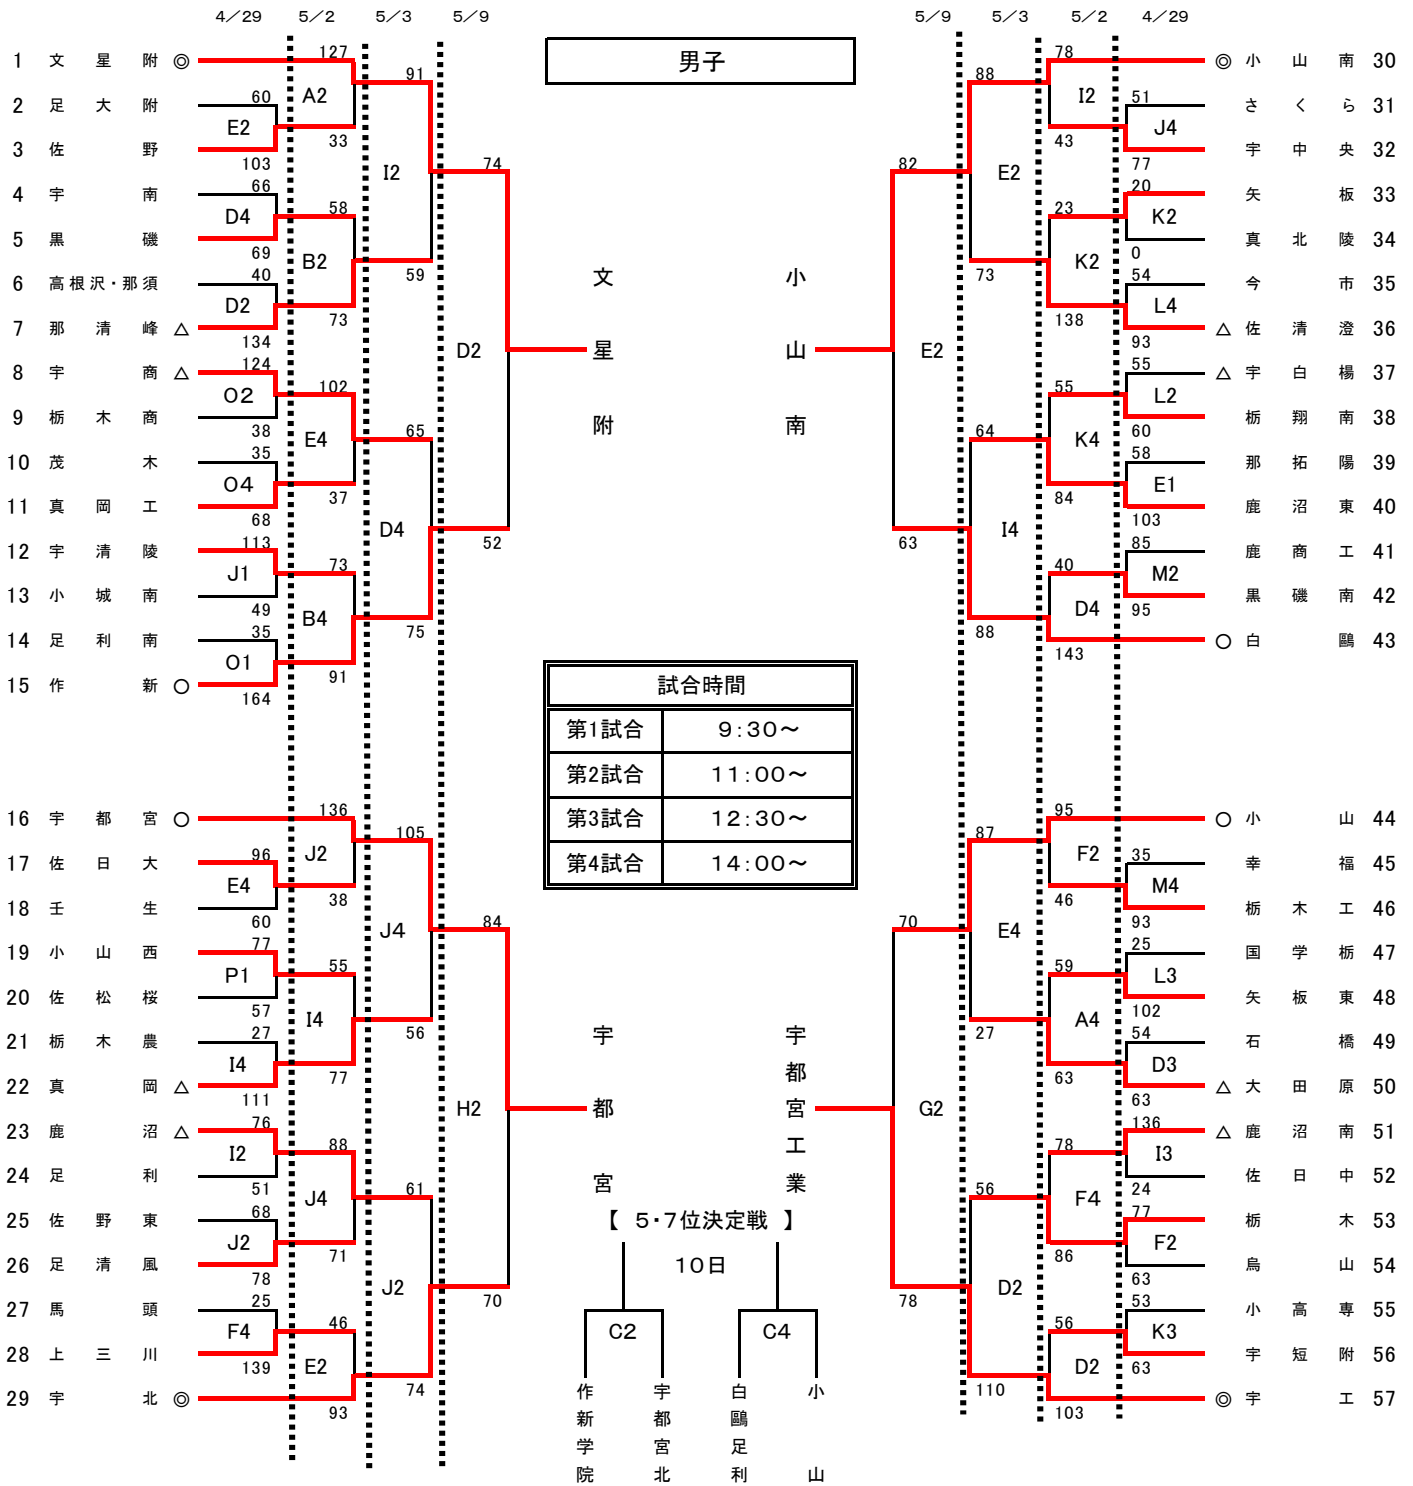 4／29 5／2 5／3 5／9 5／9 5／3 5／2 4／29
男子
1 文星附 ◎ 127
A2 91
2 足大附 60
E2
3 佐野 103 33
I2 74
4 宇南 66
D4 58
5 黒磯 69
B2 59
6 高根沢・那須 40
D2 73
7 那清峰 △ 134
D2
文星附
8 宇商 △ 124
O2 102
9 栃木商 38
E4 65
10 茂木 35
O4 37
11 真岡工 68
D4 52
12 宇清陵 113
J1 73
13 小城南 49
B4 75
14 足利南 35
O1 91
15 作新 ○ 164
16 宇都宮 ○ 136
J2 105
17 佐日大 96
E4 38
18 壬生 60
J4 84
19 小山西 77
P1 55
20 佐松桜 57
I4 56
21 栃木農 27
I4 77
22 真岡 △ 111
H2
宇都宮
23 鹿沼 △ 76
I2 88
24 足利 51
J4 61
25 佐野東 68
J2 71
26 足清風 78
J2 70
27 馬頭 25
F4 46
28 上三川 139
E2 74
29 宇北 ◎ 93
78 ◎ 小山南 30
88 I2
51 さくら 31
J4
43 77 宇中央 32
82 E2
20 矢板 33
23 K2
0 真北陵 34
73 K2
54 今市 35
138 L4
93 △ 佐清澄 36
E2
小山南
55 △ 宇白楊 37
55 L2
60 栃翔南 38
64 K4
58 那拓陽 39
84 E1
103 鹿沼東 40
63 I4
85 鹿商工 41
40 M2
95 黒磯南 42
88 D4
143 ○ 白鷗 43
試合時間
第1試合 9:30～
第2試合 11:00～
第3試合 12:30～
第4試合 14:00～
95 ○ 小山 44
87 F2
35 幸福 45
46 M4
93 栃木工 46
70 E4
25 国学栃 47
59 L3
102 矢板東 48
27 A4
54 石橋 49
63 D3
63 △ 大田原 50
G2
宇都宮工業
136 △ 鹿沼南 51
78 I3
24 佐日中 52
56 F4
77 栃木 53
86 F2
63 烏山 54
78 D2
53 小高専 55
56 K3
63 宇短附 56
110 D2
103 ◎ 宇工 57
【 5・7位決定戦 】
10日
C2 C4
作新学院 宇都宮北 白鷗足利 小山